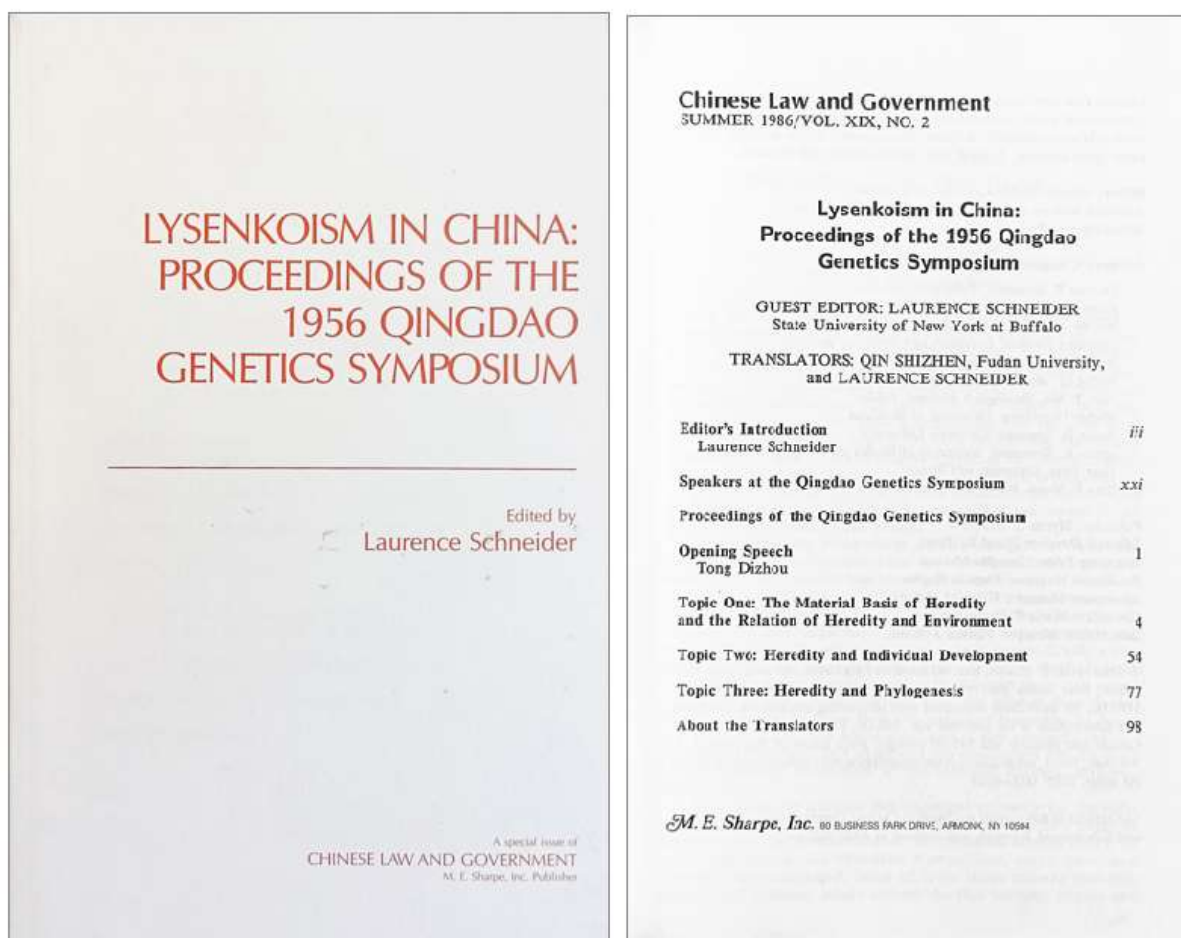 LYSENKOISM IN CHINA:
PROCEEDINGS OF THE
1956 QINGDAO
GENETICS SYMPOSIUM
Edited by
Laurence Schneider
A special issue of
CHINESE LAW AND GOVERNMENT
M. E. Sharpe, Inc. Publisher
Chinese Law and Government
SUMMER 1986/VOL. XIX, NO. 2
Lysenkoism in China:
Proceedings of the 1956 Qingdao
Genetics Symposium
GUEST EDITOR: LAURENCE SCHNEIDER
State University of New York at Buffalo
TRANSLATORS: QIN SHIZHEN, Fudan University,
and LAURENCE SCHNEIDER
Editor's Introduction iii
Laurence Schneider
Speakers at the Qingdao Genetics Symposium xxi
Proceedings of the Qingdao Genetics Symposium
Opening Speech 1
Tong Dizhou
Topic One: The Material Basis of Heredity
and the Relation of Heredity and Environment 4
Topic Two: Heredity and Individual Development 54
Topic Three: Heredity and Phylogenesis 77
About the Translators 98
M. E. Sharpe, Inc. 80 BUSINESS PARK DRIVE, ARMONK, NY 10504